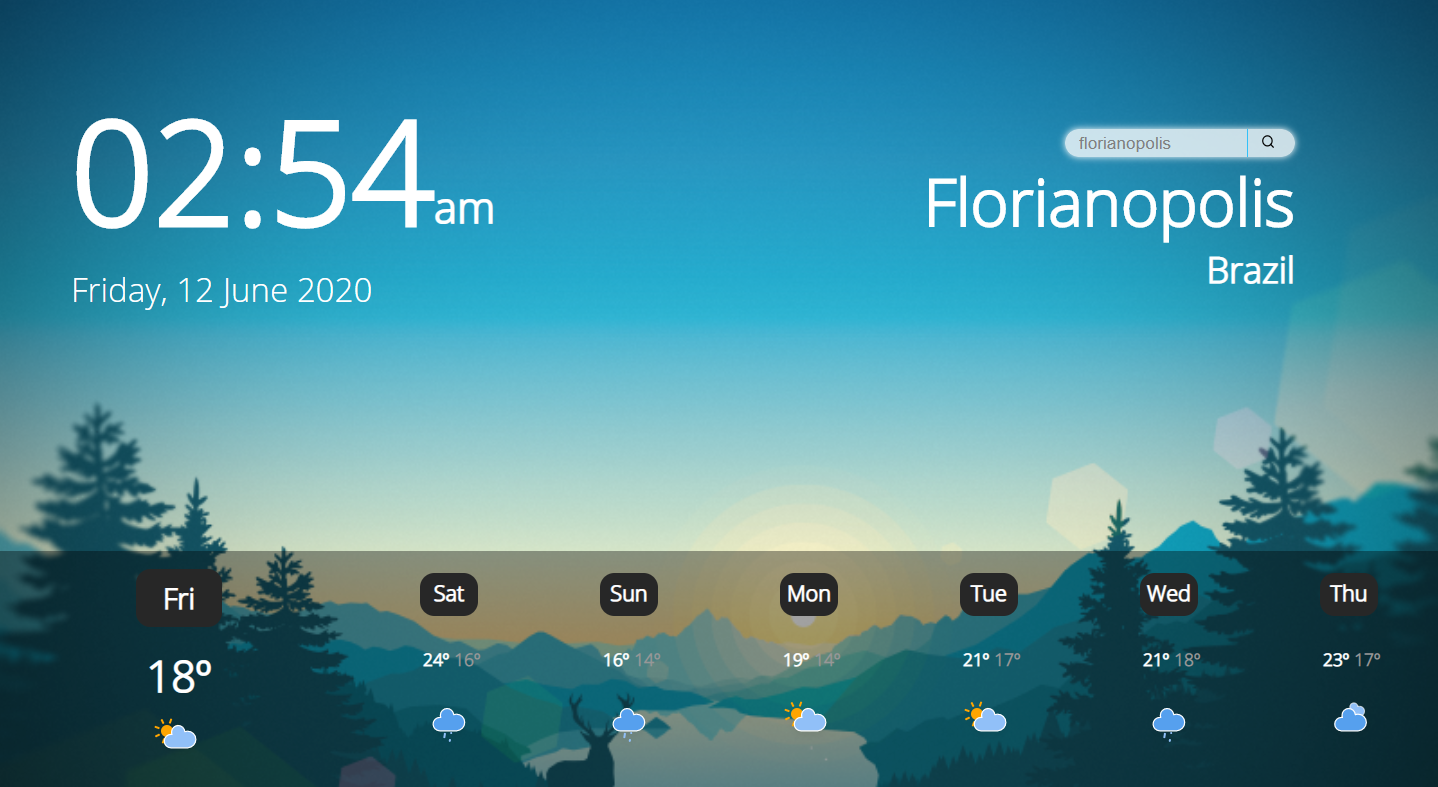 02:54am
Friday, 12 June 2020
florianopolis
Florianopolis
Brazil
Fri Sat Sun Mon Tue Wed Thu
18º 24º 16º 16º 14º 19º 14º 21º 17º 21º 18º 23º 17º